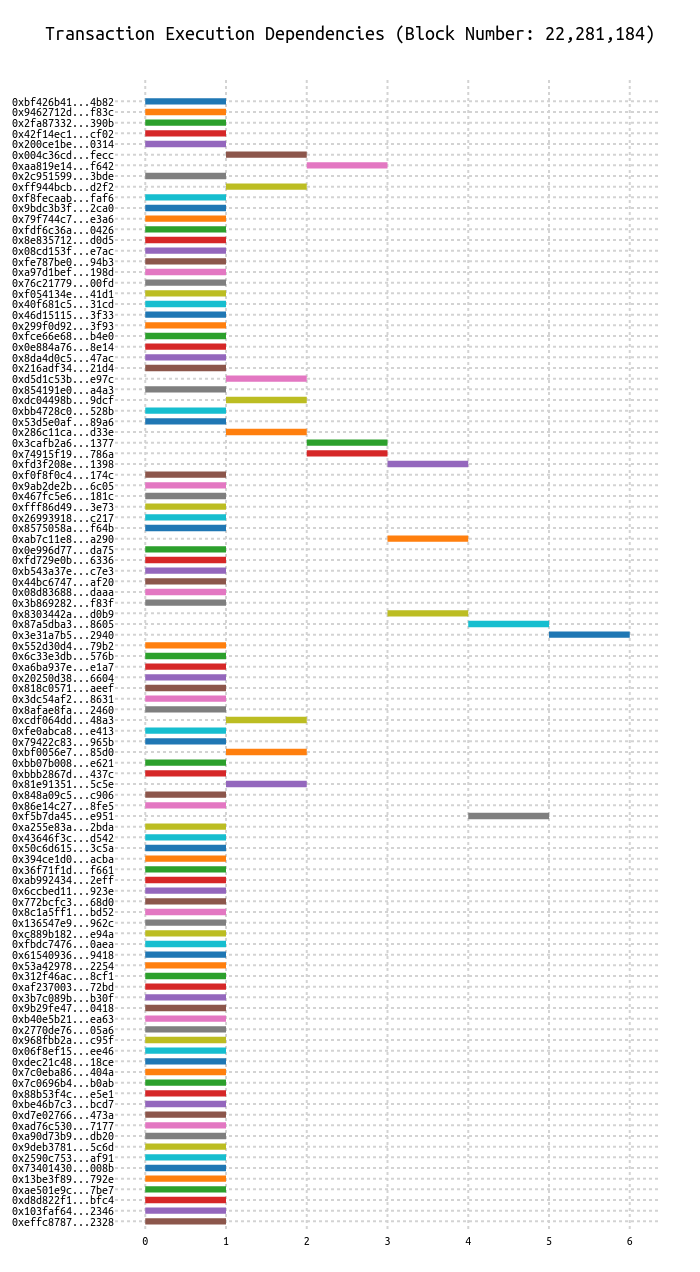 Transaction Execution Dependencies (Block Number: 22,281,184)
0xbf426b41...4b82
0x9462712d...f83c
0x2fa87332...390b
0x42f14ec1...cf02
0x200ce1be...0314
0x004c36cd...fecc
0xaa819e14...f642
0x2c951599...3bde
0xff944bcb...d2f2
0xf8fecaab...faf6
0x9bdc3b3f...2ca0
0x79f744c7...e3a6
0xfdf6c36a...0426
0x8e835712...d0d5
0x08cd153f...e7ac
0xfe787be0...94b3
0xa97d1bef...198d
0x76c21779...00fd
0xf054134e...41d1
0x40f681c5...31cd
0x46d15115...3f33
0x299f0d92...3f93
0xfce66e68...b4e0
0x0e884a76...8e14
0x8da4d0c5...47ac
0x216adf34...21d4
0xd5d1c53b...e97c
0x854191e0...a4a3
0xdc04498b...9dcf
0xbb4728c0...528b
0x53d5e0af...89a6
0x286c11ca...d33e
0x3cafb2a6...1377
0x74915f19...786a
0xfd3f208e...1398
0xf0f8f0c4...174c
0x9ab2de2b...6c05
0x467fc5e6...181c
0xfff86d49...3e73
0x26993918...c217
0x8575058a...f64b
0xab7c11e8...a290
0x0e996d77...da75
0xfd729e0b...6336
0xb543a37e...c7e3
0x44bc6747...af20
0x08d83688...daaa
0x3b869282...f83f
0x8303442a...d0b9
0x87a5dba3...8605
0x3e31a7b5...2940
0x552d30d4...79b2
0x6c33e3db...576b
0xa6ba937e...e1a7
0x20250d38...6604
0x818c0571...aeef
0x3dc54af2...8631
0x8afae8fa...2460
0xcdf064dd...48a3
0xfe0abca8...e413
0x79422c83...965b
0xbf0056e7...85d0
0xbb07b008...e621
0xbbb2867d...437c
0x81e91351...5c5e
0x848a09c5...c906
0x86e14c27...8fe5
0xf5b7da45...e951
0xa255e83a...2bda
0x43646f3c...d542
0x50c6d615...3c5a
0x394ce1d0...acba
0x36f71f1d...f661
0xab992434...2eff
0x6ccbed11...923e
0x772bcfc3...68d0
0x8c1a5ff1...bd52
0x136547e9...962c
0xc889b182...e94a
0xfbdc7476...0aea
0x61540936...9418
0x53a42978...2254
0x312f46ac...8cf1
0xaf237003...72bd
0x3b7c089b...b30f
0x9b29fe47...0418
0xb40e5b21...ea63
0x2770de76...05a6
0x968fbb2a...c95f
0x06f8ef15...ee46
0xdec21c48...18ce
0x7c0eba86...404a
0x7c0696b4...b0ab
0x88b53f4c...e5e1
0xbe46b7c3...bcd7
0xd7e02766...473a
0xad76c530...7177
0xa90d73b9...db20
0x9deb3781...5c6d
0x2590c753...af91
0x73401430...008b
0x13be3f89...792e
0xae501e9c...7be7
0xd8d822f1...bfc4
0x103faf64...2346
0xeffc8787...2328
0 1 2 3 4 5 6